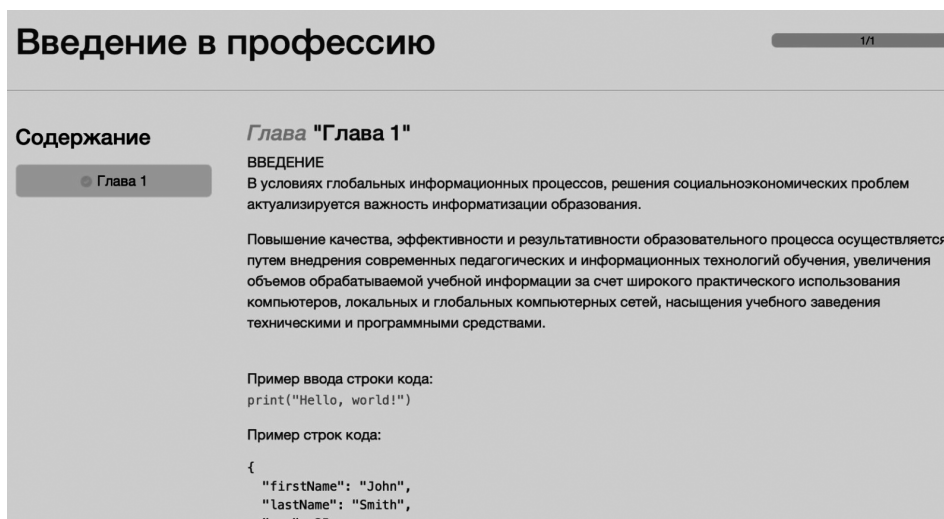 Введение в профессию
1/1
Содержание
Глава 1
Глава "Глава 1"
ВВЕДЕНИЕ
В условиях глобальных информационных процессов, решения социальноэкономических проблем
актуализируется важность информатизации образования.
Повышение качества, эффективности и результативности образовательного процесса осуществляется
путем внедрения современных педагогических и информационных технологий обучения, увеличения
объемов обрабатываемой учебной информации за счет широкого практического использования
компьютеров, локальных и глобальных компьютерных сетей, насыщения учебного заведения
техническими и программными средствами.
Пример ввода строки кода:
print("Hello, world!")
Пример строк кода:
{
"firstName": "John",
"lastName": "Smith",